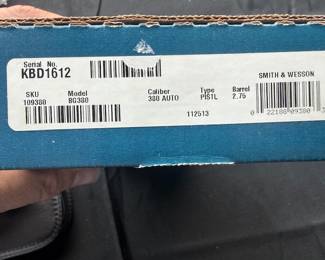 Serial No.
KBD1612
SMITH & WESSON
SKU Model Caliber Type Barrel
109380 BG380 380 AUTO PISTL 2.75
112513
0 22188 09380 3